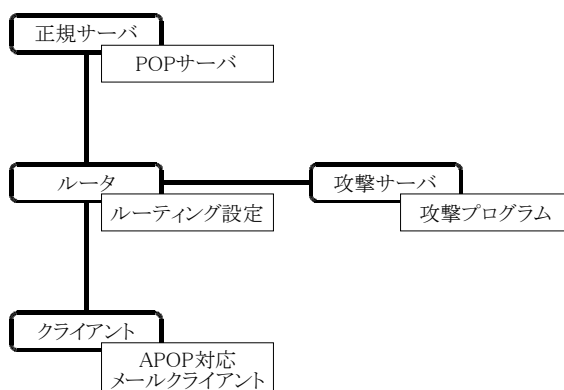 正規サーバ
POPサーバ
ルータ
ルーティング設定
攻撃サーバ
攻撃プログラム
クライアント
APOP対応
メールクライアント